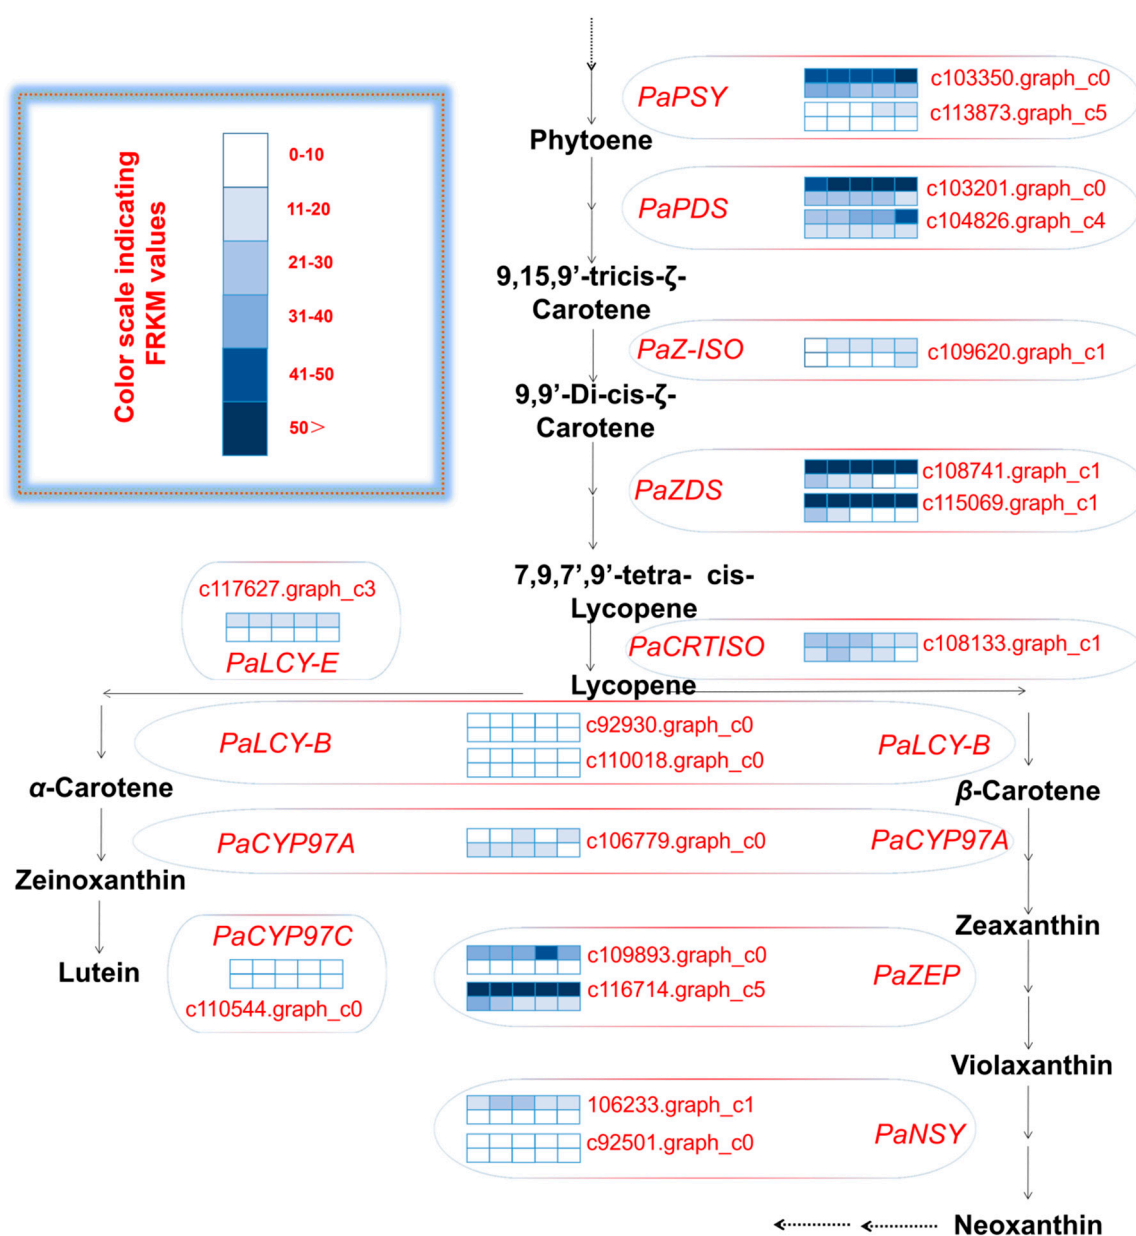 Color scale indicating
FRKM values
0-10
11-20
21-30
31-40
41-50
50>
PaPSY
c103350.graph_c0
c113873.graph_c5
Phytoene
PaPDS
c103201.graph_c0
c104826.graph_c4
9,15,9’-tricis-ζ-
Carotene
PaZ-ISO
c109620.graph_c1
9,9’-Di-cis-ζ-
Carotene
PaZDS
c108741.graph_c1
c115069.graph_c1
7,9,7’,9’-tetra- cis-
Lycopene
c117627.graph_c3
PaLCY-E
PaCRTISO
c108133.graph_c1
Lycopene
PaLCY-B
c92930.graph_c0
c110018.graph_c0
PaLCY-B
α-Carotene
β-Carotene
PaCYP97A
c106779.graph_c0
PaCYP97A
Zeinoxanthin
Zeaxanthin
PaCYP97C
c110544.graph_c0
Lutein
c109893.graph_c0
c116714.graph_c5
PaZEP
Violaxanthin
106233.graph_c1
c92501.graph_c0
PaNSY
Neoxanthin